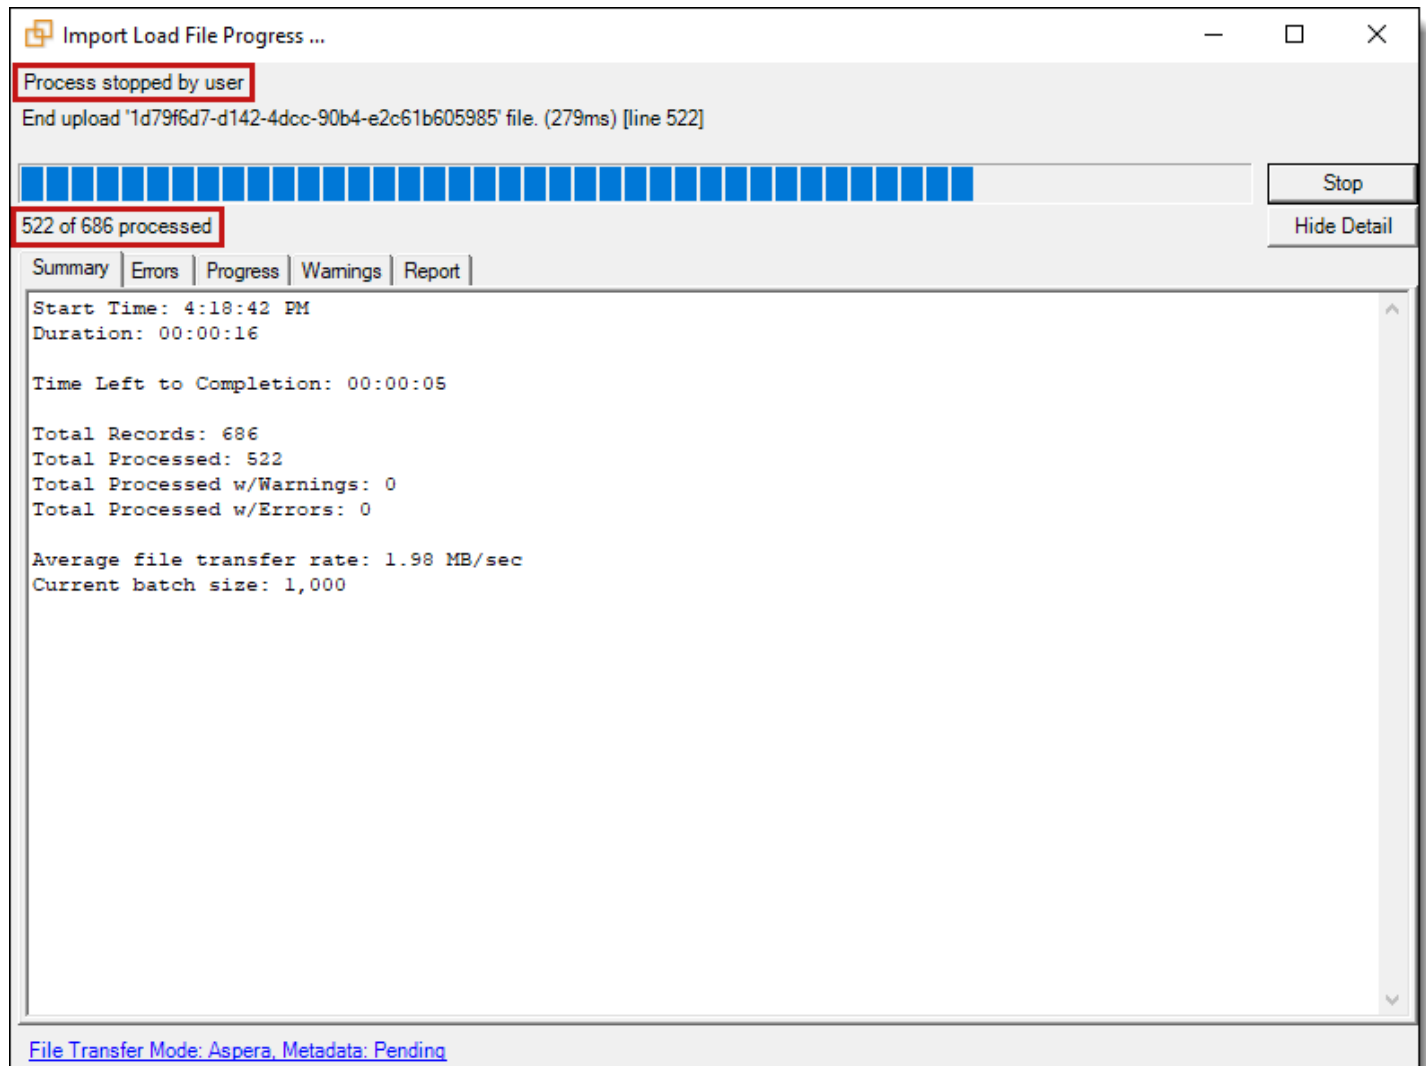 Import Load File Progress ...
Process stopped by user
End upload '1d79f6d7-d142-4dcc-90b4-e2c61b605985' file. (279ms) [line 522]
Stop
522 of 686 processed
Hide Detail
Summary Errors Progress Warnings Report
Start Time: 4:18:42 PM
Duration: 00:00:16
Time Left to Completion: 00:00:05
Total Records: 686
Total Processed: 522
Total Processed w/Warnings: 0
Total Processed w/Errors: 0
Average file transfer rate: 1.98 MB/sec
Current batch size: 1,000
File Transfer Mode: Aspera, Metadata: Pending